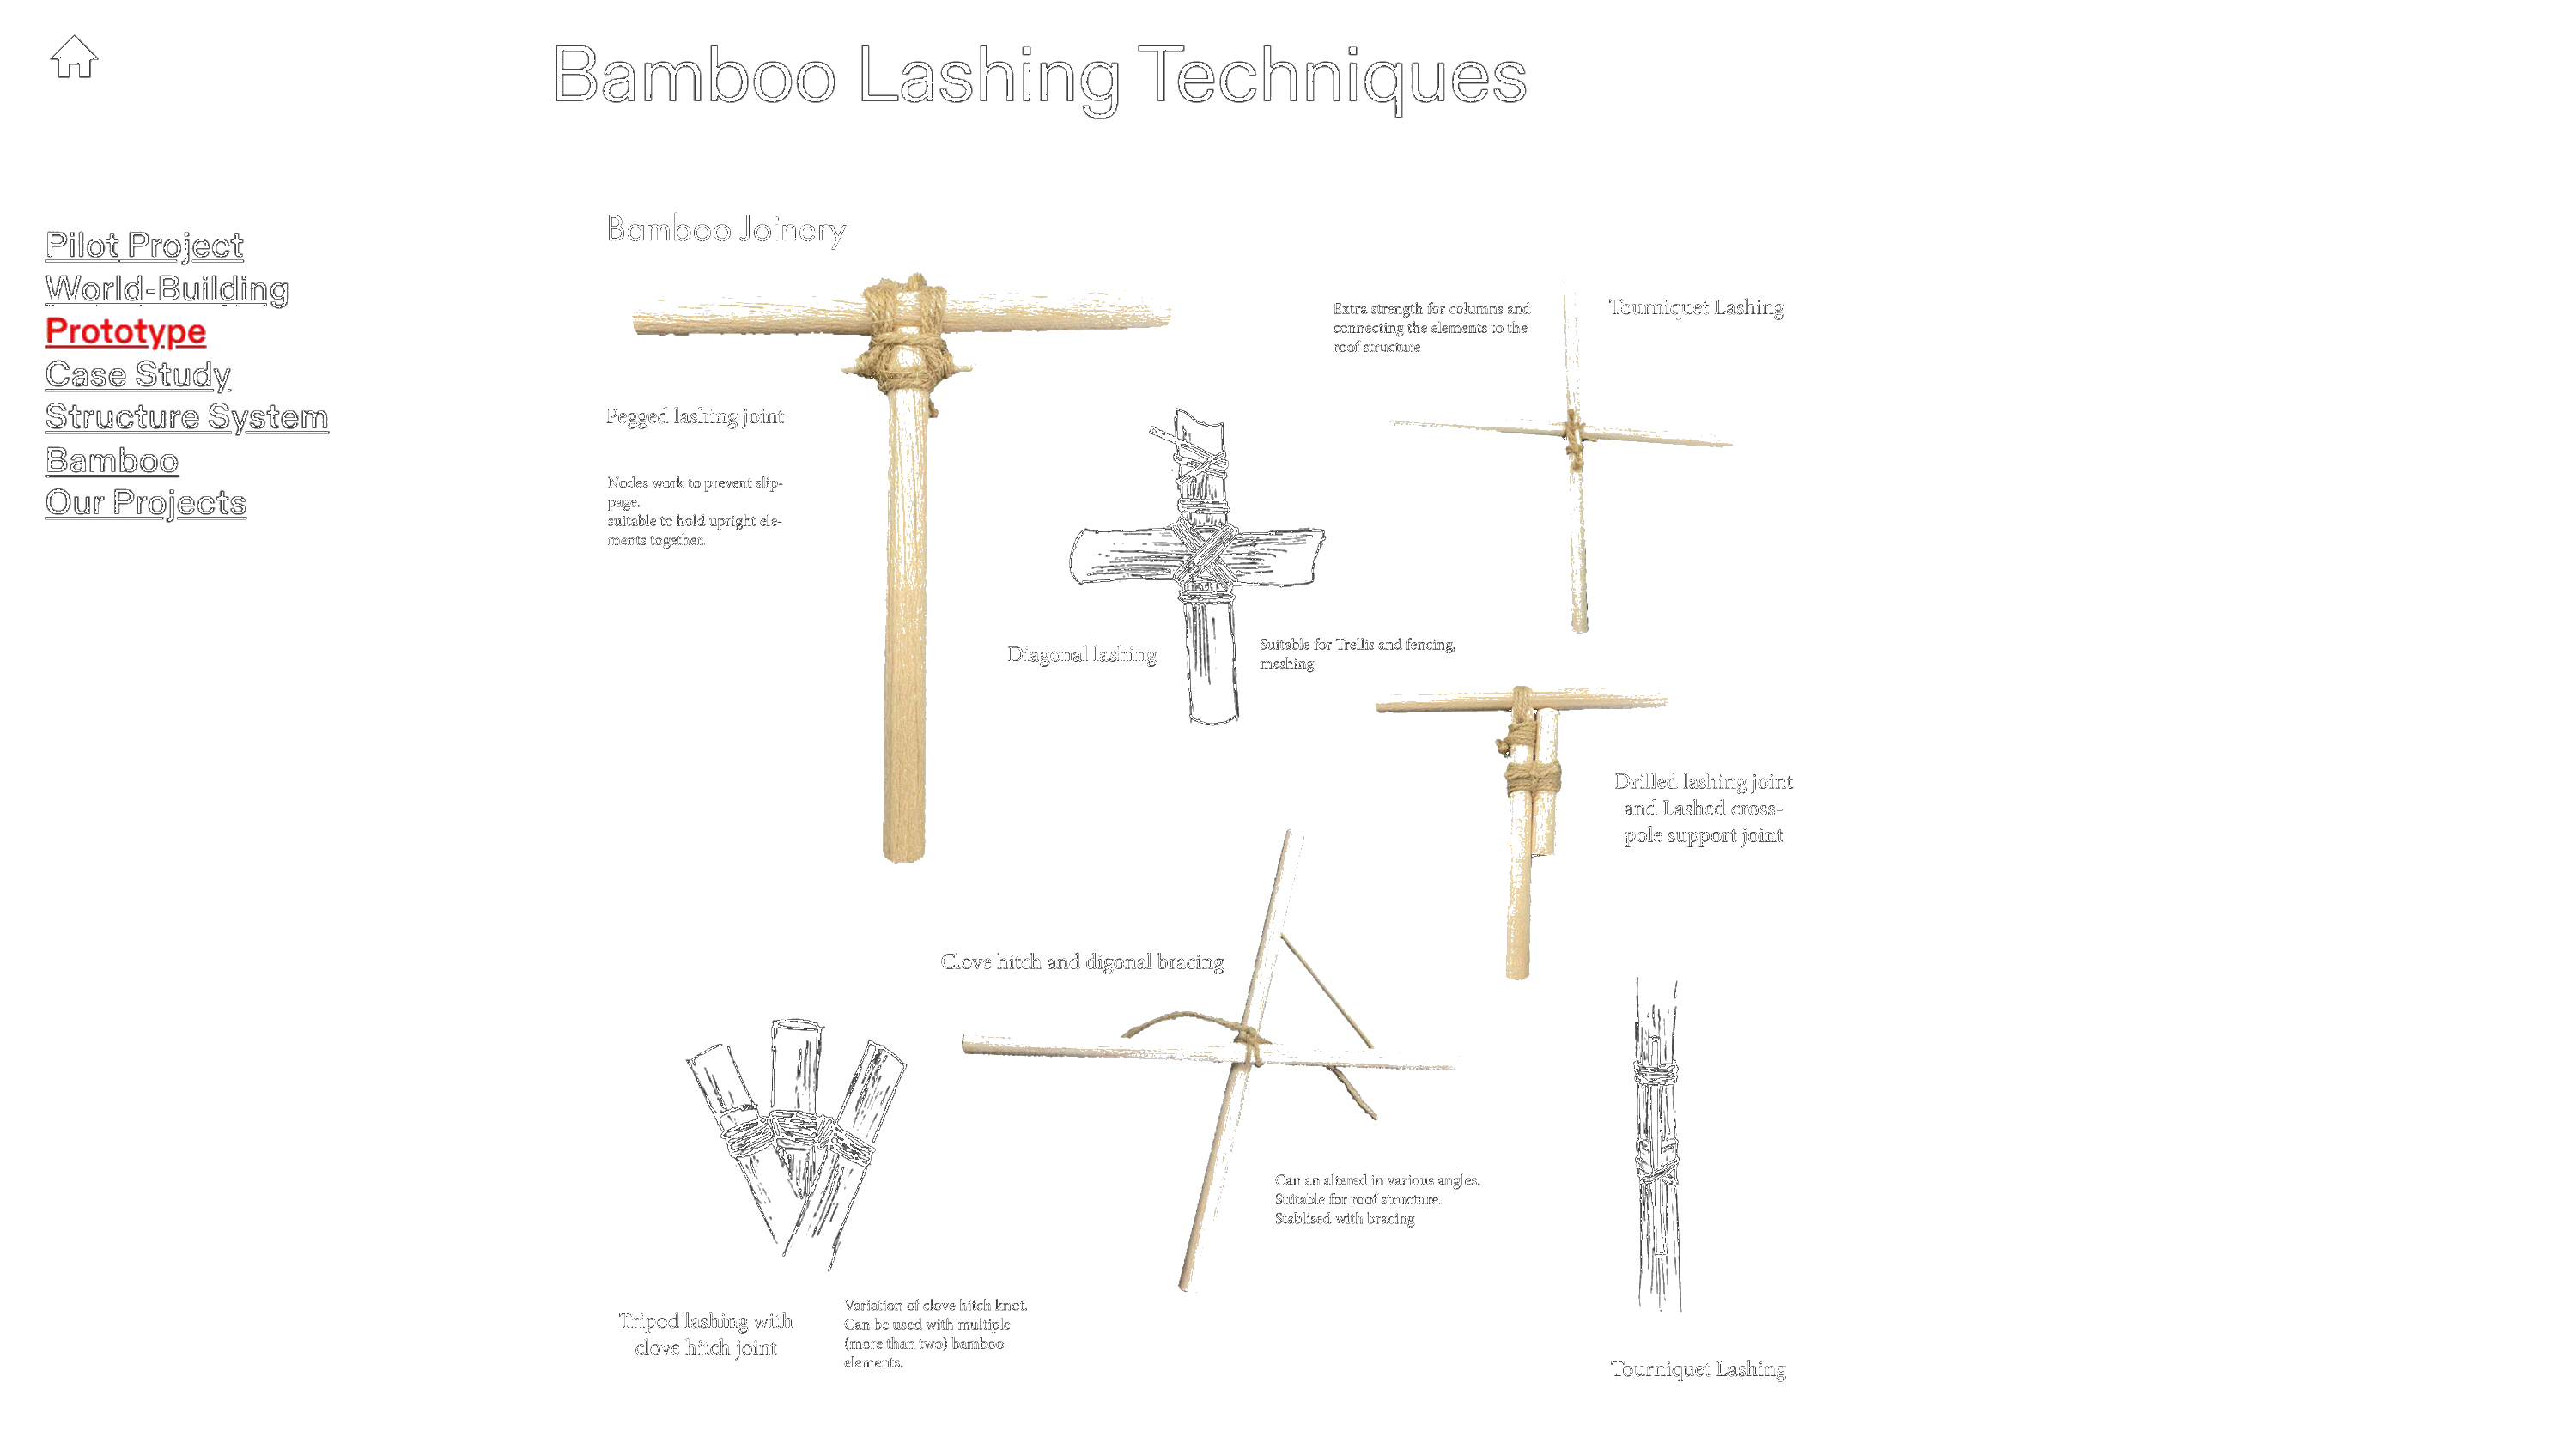 Bamboo Lashing Techniques
Pilot Project
World-Building
Prototype
Case Study
Structure System
Bamboo
Our Projects
Bamboo Joinery
Pegged lashing joint
Nodes work to prevent slip-
page.
suitable to hold upright ele-
ments together.
Extra strength for columns and
connecting the elements to the
roof structure
Tourniquet Lashing
Diagonal lashing
Suitable for Trellis and fencing,
meshing
Drilled lashing joint
and Lashed cross-
pole support joint
Clove hitch and digonal bracing
Can an altered in various angles.
Suitable for roof structure.
Stablised with bracing
Tripod lashing with
clove hitch joint
Variation of clove hitch knot.
Can be used with multiple
(more than two) bamboo
elements.
Tourniquet Lashing